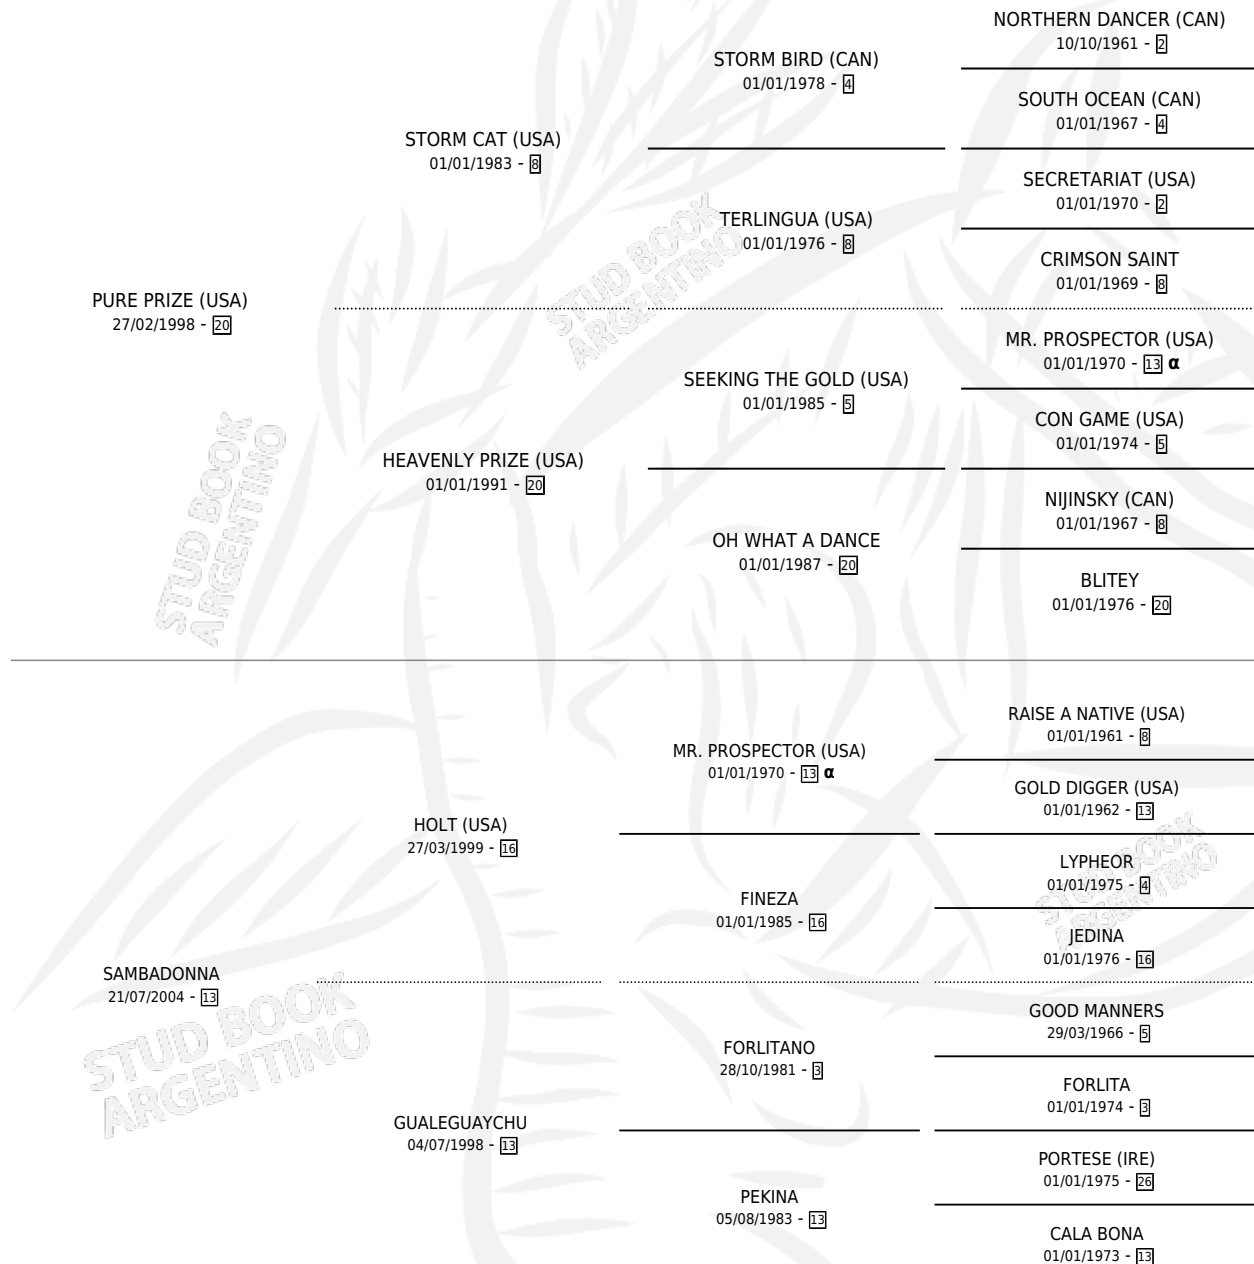 NORTHERN DANCER (CAN)
10/10/1961 - 2
STORM BIRD (CAN)
01/01/1978 - 4
SOUTH OCEAN (CAN)
01/01/1967 - 4
STORM CAT (USA)
01/01/1983 - 8
SECRETARIAT (USA)
01/01/1970 - 2
TERLINGUA (USA)
01/01/1976 - 8
CRIMSON SAINT
01/01/1969 - 8
PURE PRIZE (USA)
27/02/1998 - 20
STUD BOOK
ARGENTINO
MR. PROSPECTOR (USA)
01/01/1970 - 13 α
SEEKING THE GOLD (USA)
01/01/1985 - 5
CON GAME (USA)
01/01/1974 - 5
HEAVENLY PRIZE (USA)
01/01/1991 - 20
NIJINSKY (CAN)
01/01/1967 - 8
OH WHAT A DANCE
01/01/1987 - 20
BLITEY
01/01/1976 - 20
STUD BOOK
ARGENTINO
RAISE A NATIVE (USA)
01/01/1961 - 8
MR. PROSPECTOR (USA)
01/01/1970 - 13 α
GOLD DIGGER (USA)
01/01/1962 - 13
HOLT (USA)
27/03/1999 - 16
LYPHEOR
01/01/1975 - 4
STUD BOOK
ARGENTINO
FINEZA
01/01/1985 - 16
JEDINA
01/01/1976 - 16
SAMBADONNA
21/07/2004 - 13
GOOD MANNERS
29/03/1966 - 5
FORLITANO
28/10/1981 - 3
FORLITA
01/01/1974 - 3
STUD BOOK
ARGENTINO
GUALEGUAYCHU
04/07/1998 - 13
PORTESE (IRE)
01/01/1975 - 26
PEKINA
05/08/1983 - 13
CALA BONA
01/01/1973 - 13